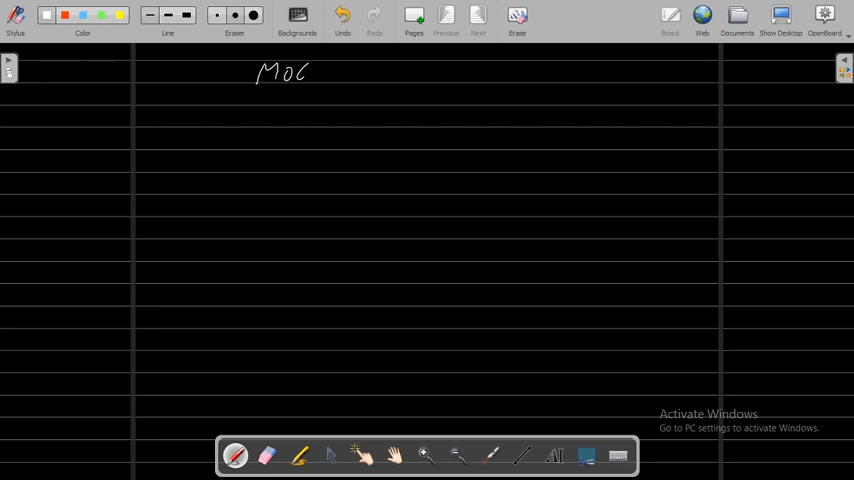 Stylus
Color
Line
Eraser
Backgrounds
Undo
Redo
Pages
Previous
Next
Erase
Board
Web
Documents
Show Desktop
OpenBoard
MOC
Activate Windows
Go to PC settings to activate Windows.
AI